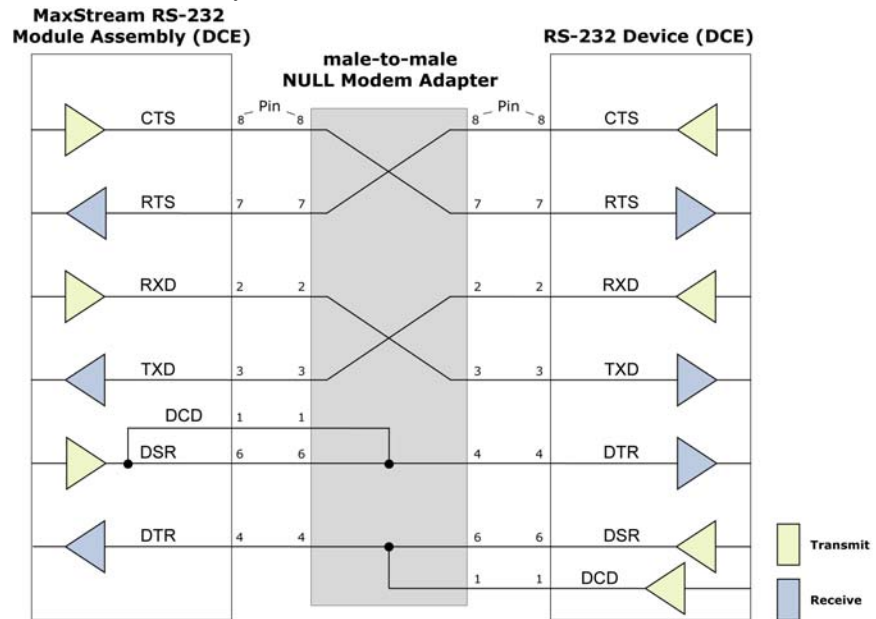 MaxStream RS-232
Module Assembly (DCE)
male-to-male
NULL Modem Adapter
RS-232 Device (DCE)
CTS 8 Pin 8 8 Pin 8 CTS
RTS 7 7 7 7 RTS
RXD 2 2 2 2 RXD
TXD 3 3 3 3 TXD
DCD 1 1
DSR 6 6 4 4 DTR
DTR 4 4 6 6 DSR
1 1 DCD
Transmit
Receive